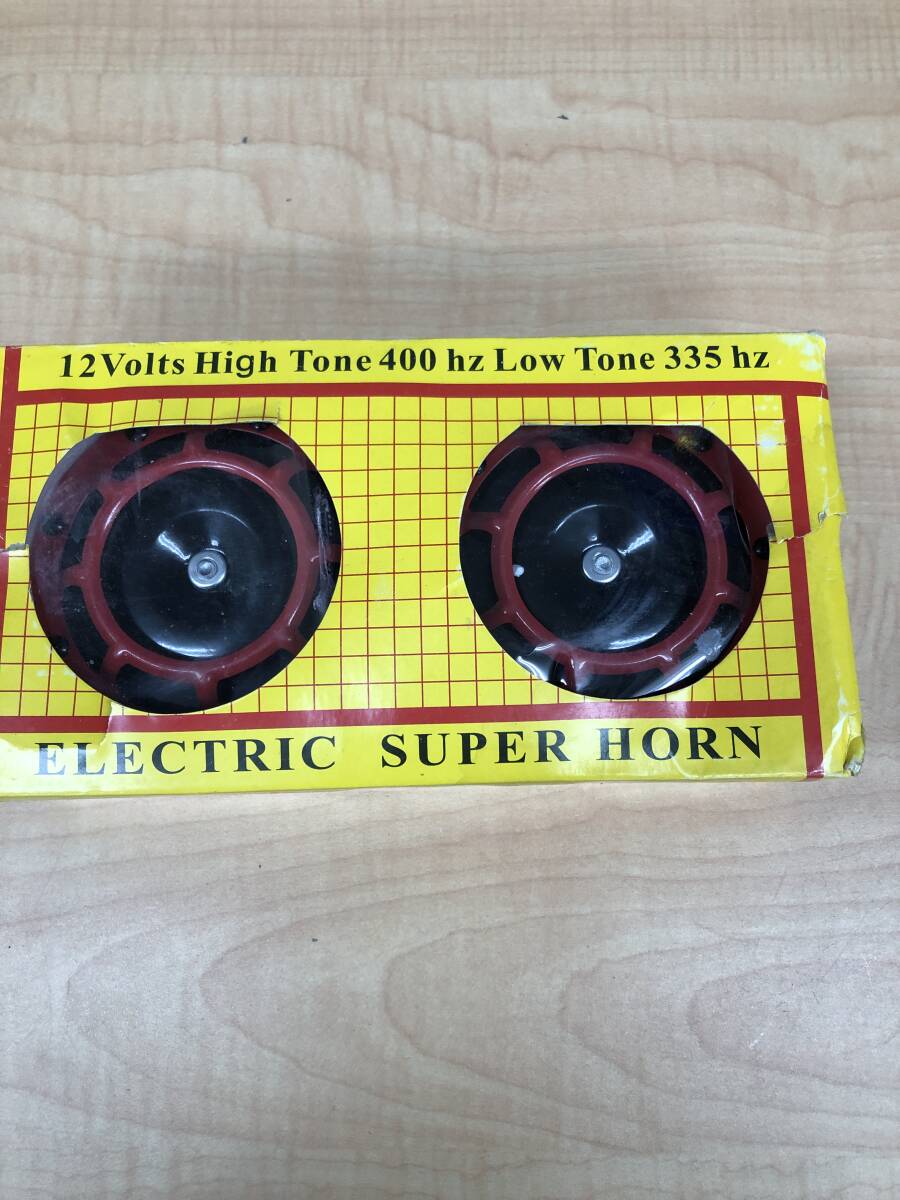 12Volts High Tone 400 hz Low Tone 335 hz
ELECTRIC SUPER HORN